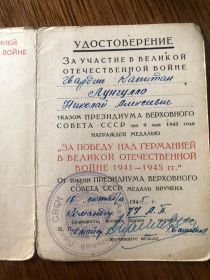 МАНИЕЙ
ВОЙНЕ
УДОСТОВЕРЕНИЕ
ЗА УЧАСТИЕ В ВЕЛИКОЙ
ОТЕЧЕСТВЕННОЙ ВОЙНЕ
Гвардии Капитан
Николай Алексеевич
УКАЗОМ ПРЕЗИДИУМА ВЕРХОВНОГО
СОВЕТА СССР от 9 мая 1945 года
НАГРАЖДЕН МЕДАЛЬЮ
„ЗА ПОБЕДУ НАД ГЕРМАНИЕЙ
В ВЕЛИКОЙ ОТЕЧЕСТВЕННОЙ
ВОЙНЕ 1941—1945 гг.“
От имени ПРЕЗИДИУМА ВЕРХОВНОГО
СОВЕТА СССР МЕДАЛЬ ВРУЧЕНА
16 октября 1945 г.